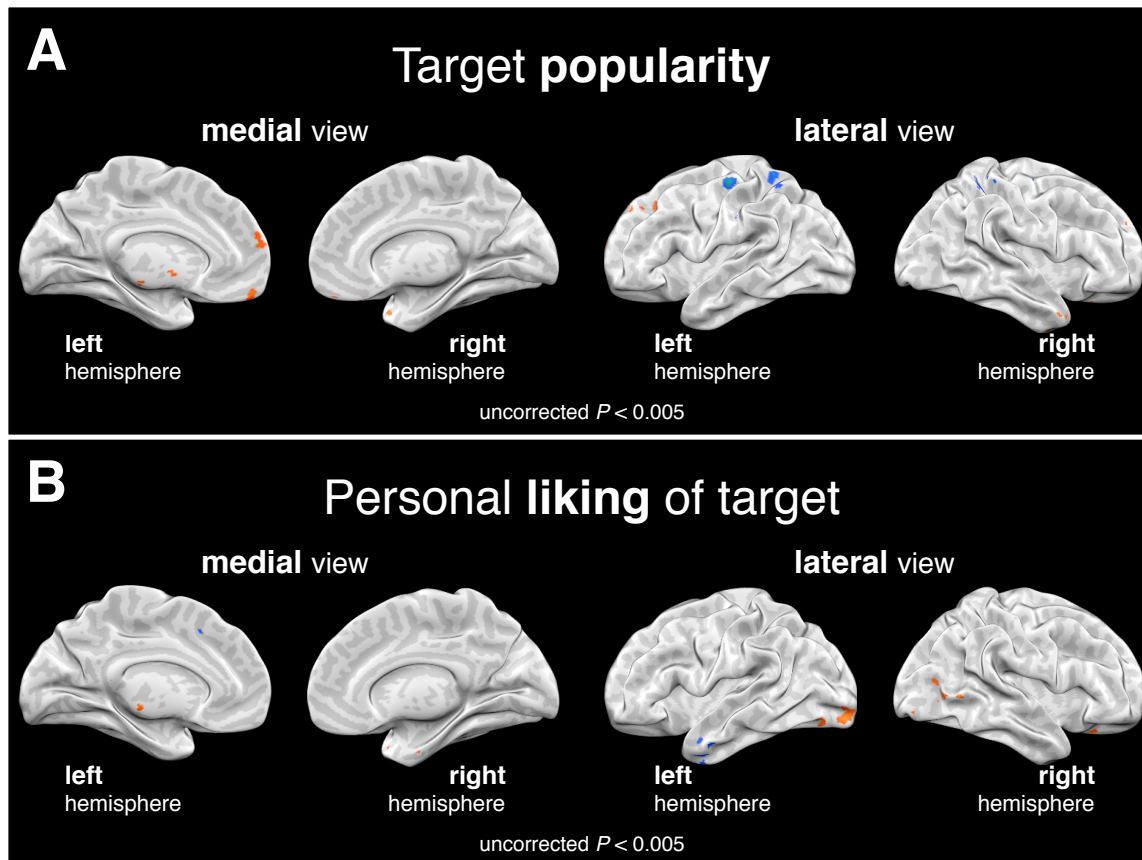 A
Target popularity
medial view
lateral view
left
hemisphere
right
hemisphere
left
hemisphere
right
hemisphere
uncorrected P < 0.005
B
Personal liking of target
medial view
lateral view
left
hemisphere
right
hemisphere
left
hemisphere
right
hemisphere
uncorrected P < 0.005